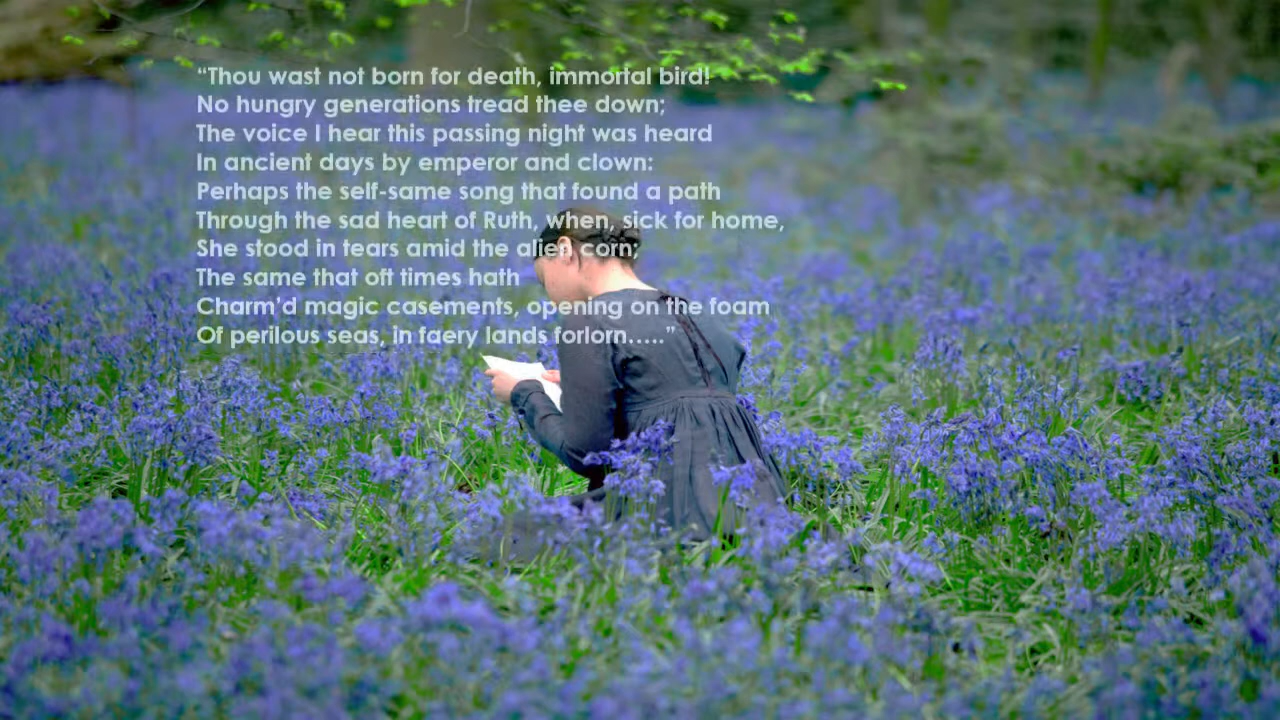 “Thou wast not born for death, immortal bird!
No hungry generations tread thee down;
The voice I hear this passing night was heard
In ancient days by emperor and clown:
Perhaps the self-same song that found a path
Through the sad heart of Ruth, when, sick for home,
She stood in tears amid the alien corn;
The same that oft times hath
Charm’d magic casements, opening on the foam
Of perilous seas, in faery lands forlorn…..”